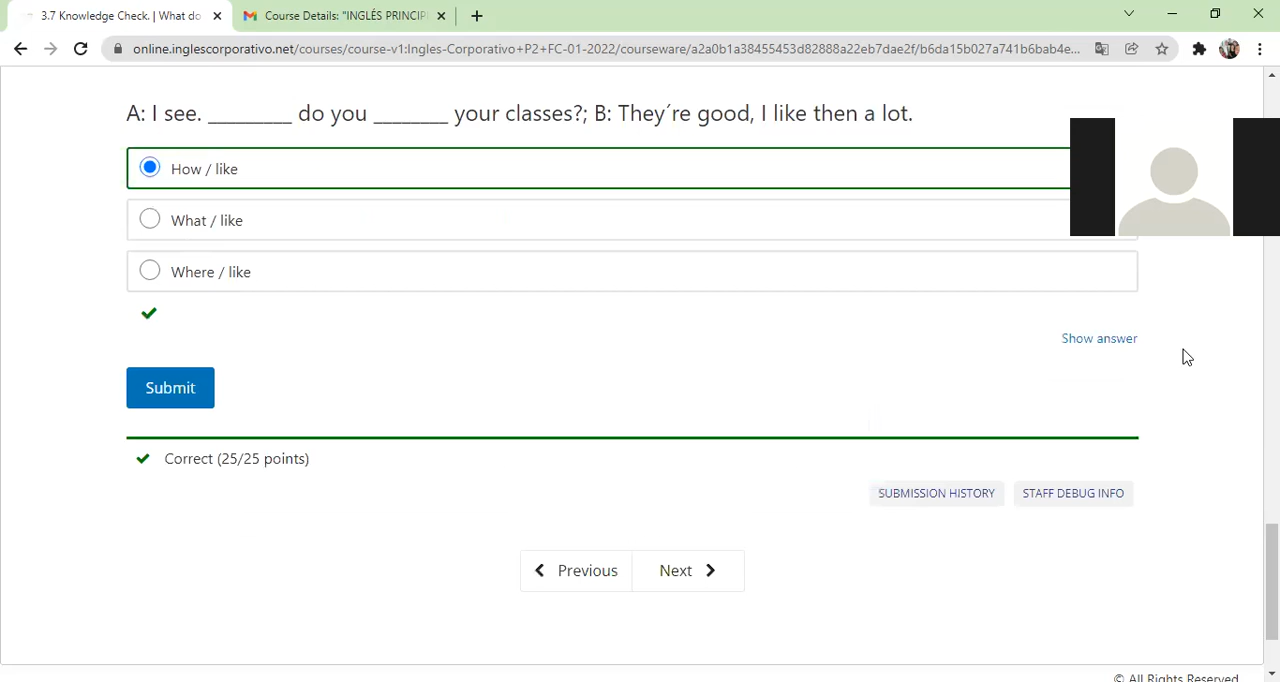 3.7 Knowledge Check. | What do
Course Details: "INGLÉS PRINCIPI
online.inglescorporativo.net/courses/course-v1:Ingles-Corporativo+P2+FC-01-2022/courseware/a2a0b1a38455453d82888a22eb7dae2f/b6da15b027a741b6bab4e...
A: I see. _________ do you ________ your classes?; B: They´re good, I like then a lot.
How / like
What / like
Where / like
Show answer
Submit
Correct (25/25 points)
SUBMISSION HISTORY
STAFF DEBUG INFO
Previous
Next
© All Rights Reserved